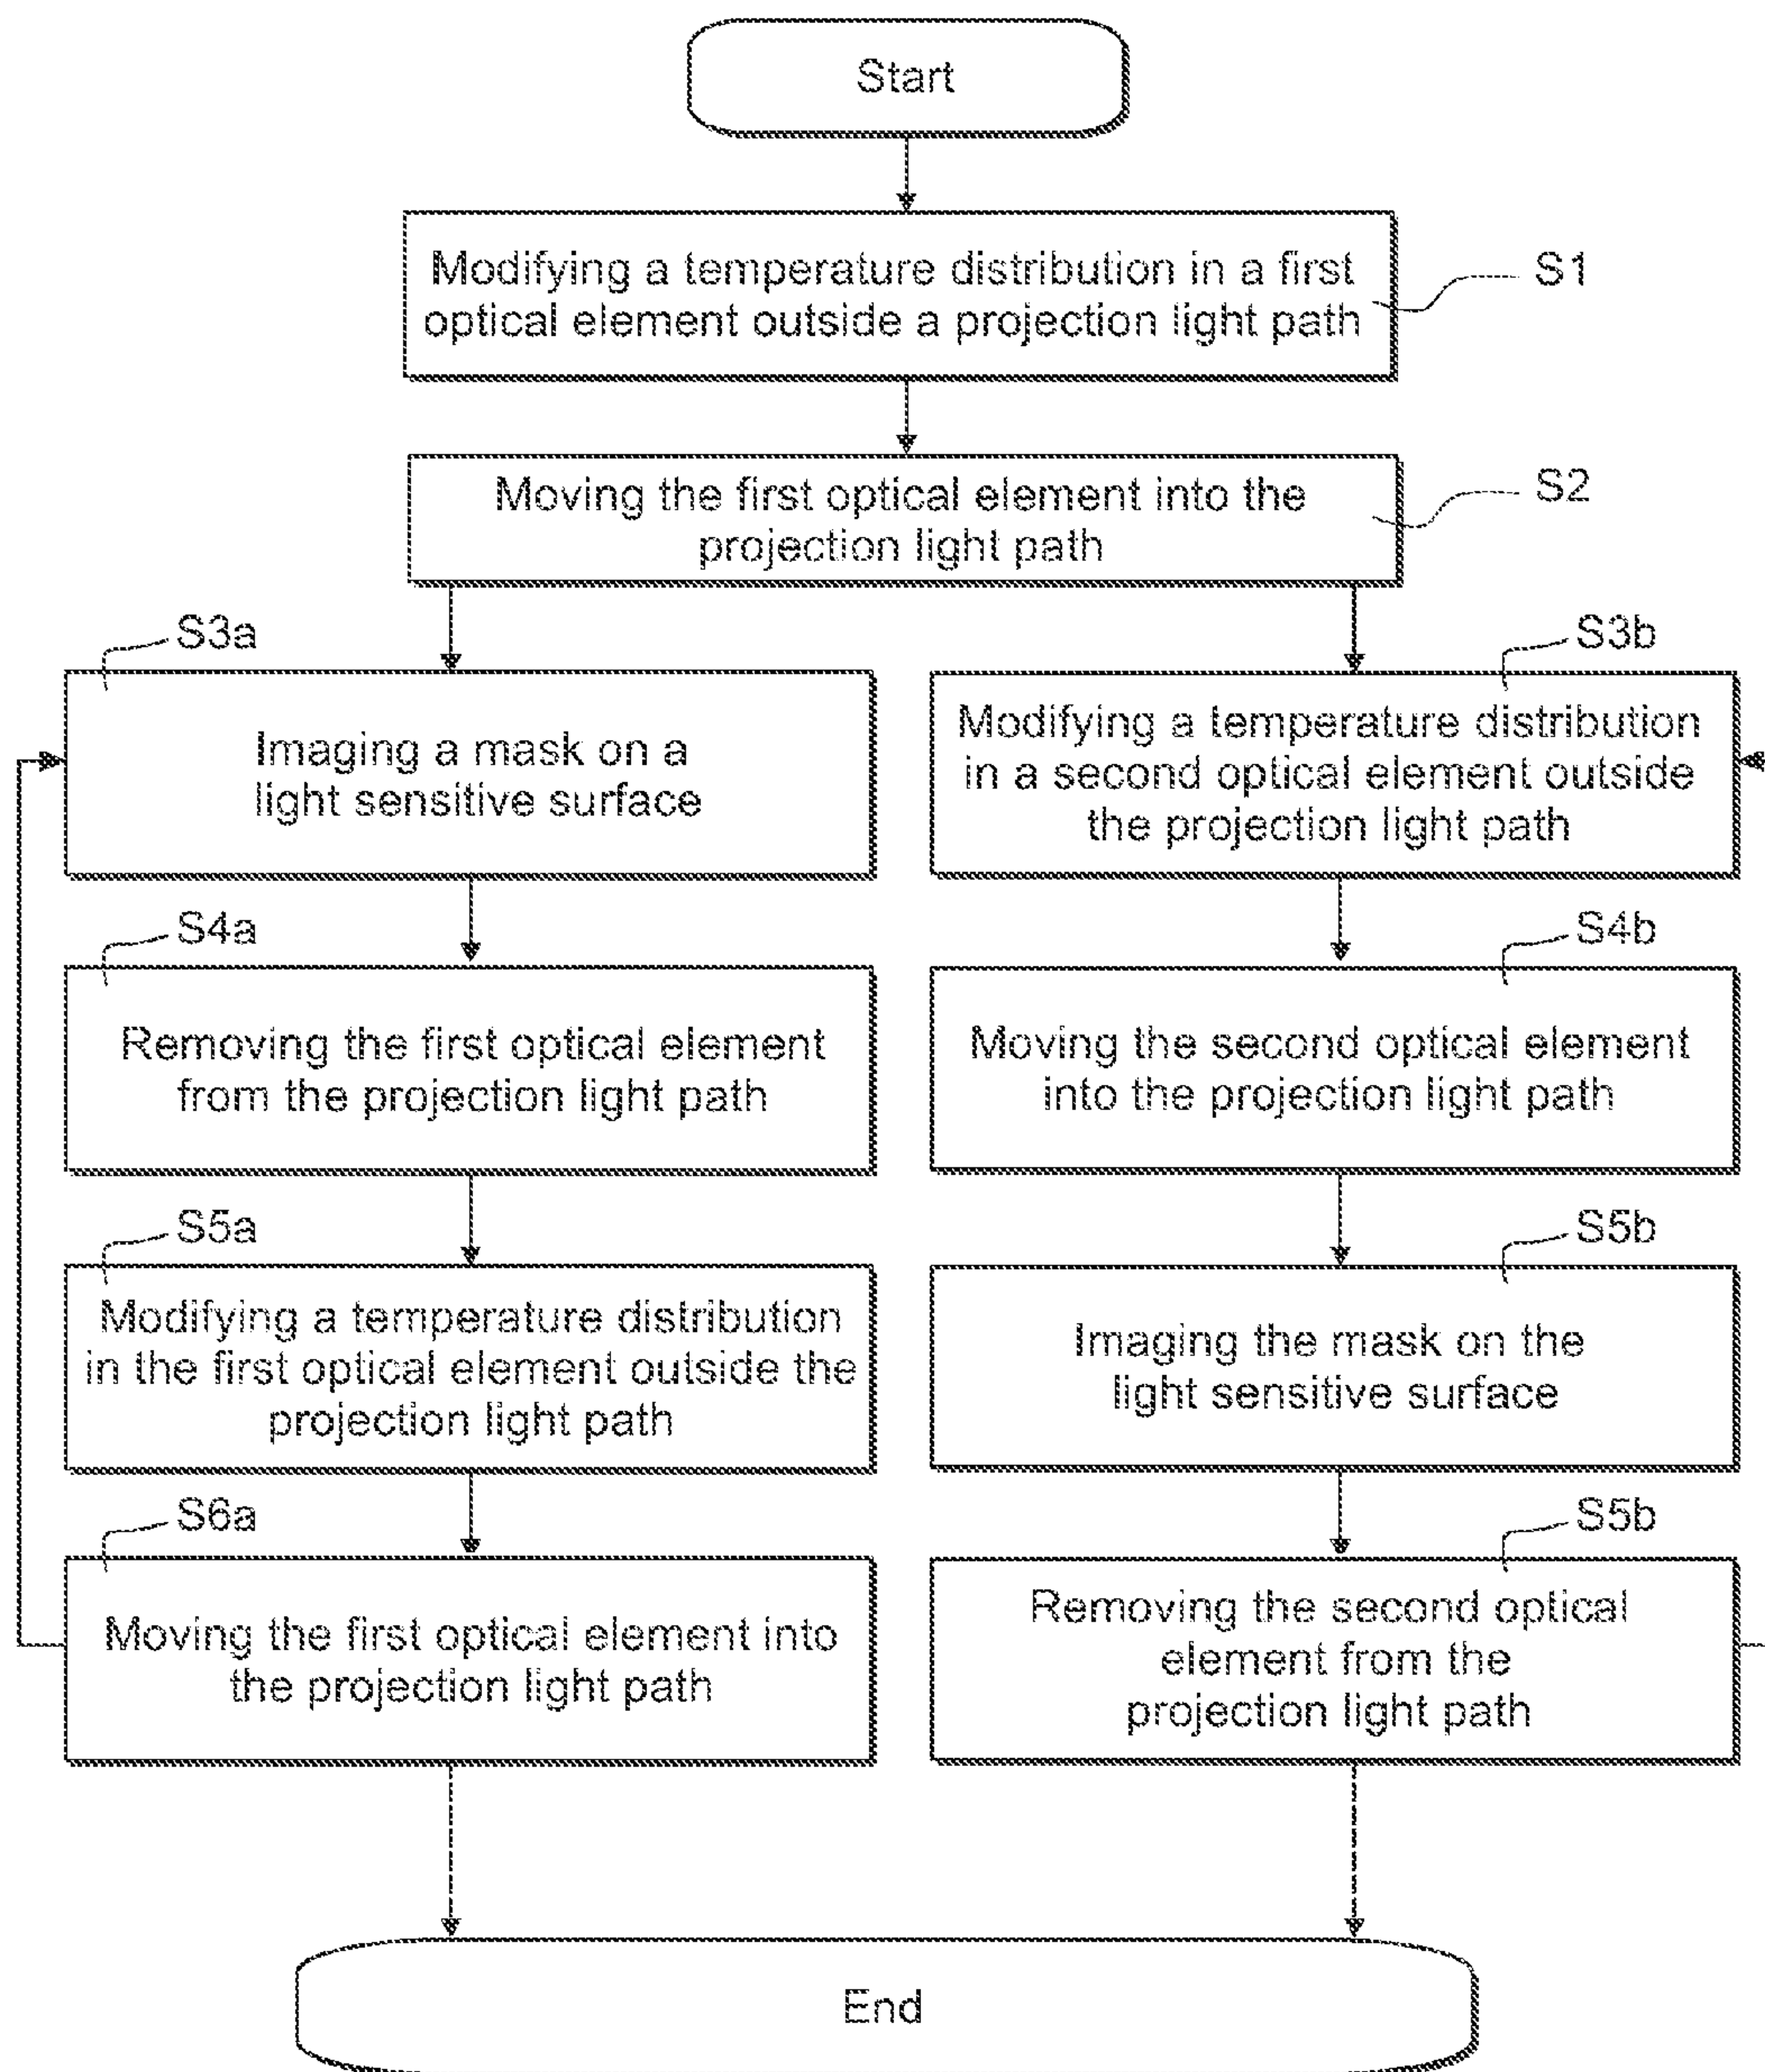 Start
Modifying a temperature distribution in a first
optical element outside a projection light path
S1
Moving the first optical element into the
projection light path
S2
S3a
Imaging a mask on a
light sensitive surface
S3b
Modifying a temperature distribution
in a second optical element outside
the projection light path
S4a
Removing the first optical element
from the projection light path
S4b
Moving the second optical element
into the projection light path
S5a
Modifying a temperature distribution
in the first optical element outside the
projection light path
S5b
Imaging the mask on the
light sensitive surface
S6a
Moving the first optical element into
the projection light path
S5b
Removing the second optical
element from the
projection light path
End